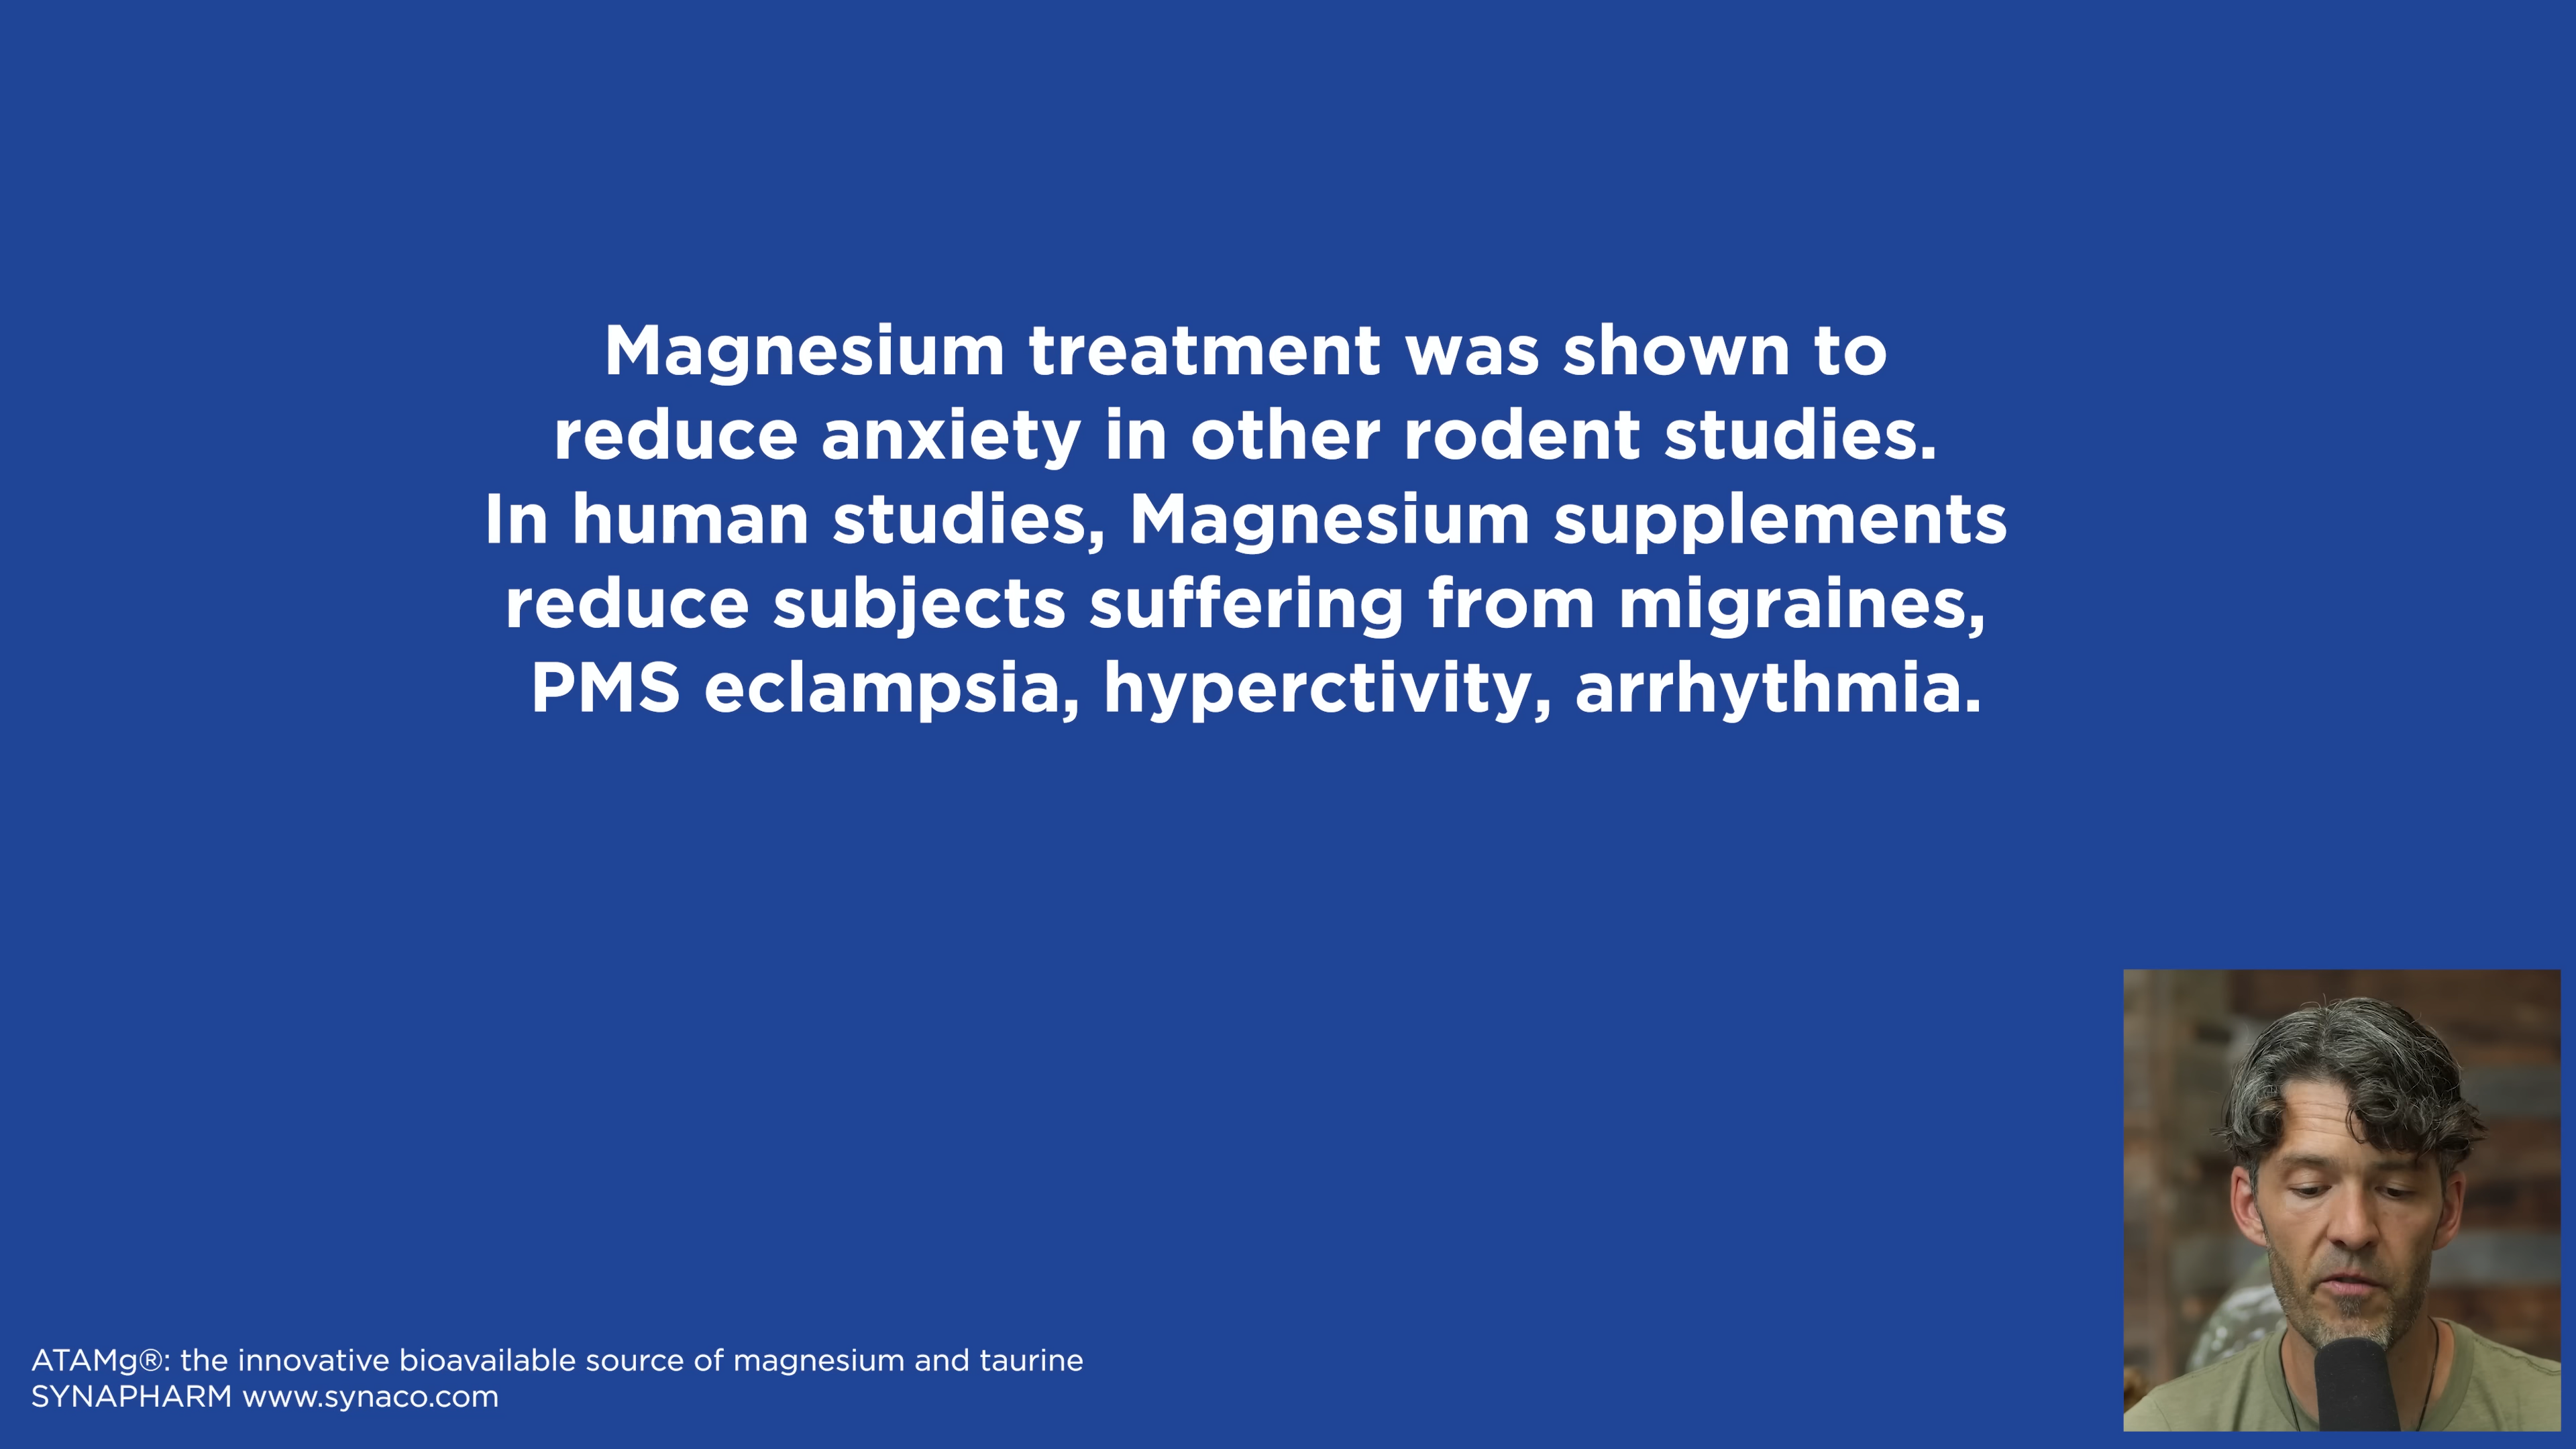 Magnesium treatment was shown to
reduce anxiety in other rodent studies.
In human studies, Magnesium supplements
reduce subjects suffering from migraines,
PMS eclampsia, hyperctivity, arrhythmia.
ATAMg®: the innovative bioavailable source of magnesium and taurine
SYNAPHARM www.synaco.com